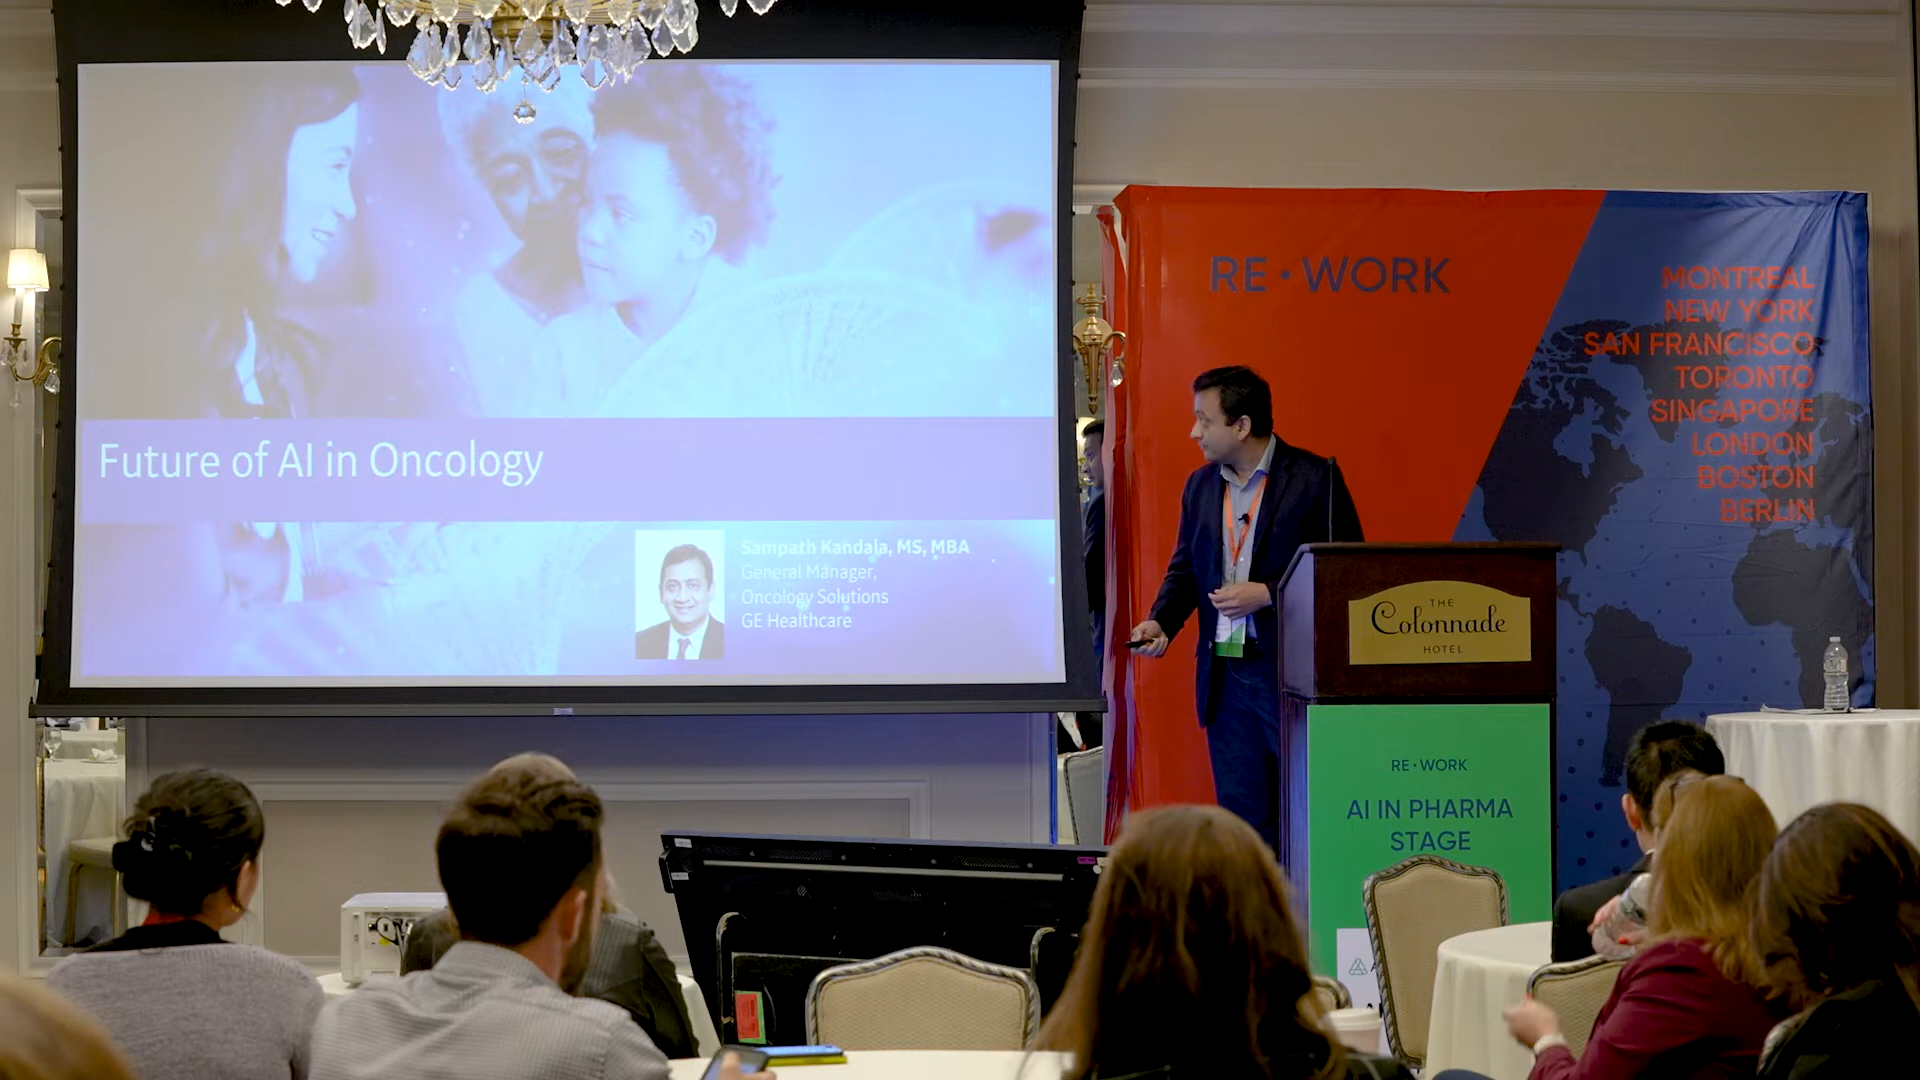 Future of AI in Oncology
Sampath Kandala, MS, MBA
General Manager,
Oncology Solutions
GE Healthcare
RE•WORK
MONTREAL
NEW YORK
SAN FRANCISCO
TORONTO
SINGAPORE
LONDON
BOSTON
BERLIN
THE
Colonnade
HOTEL
RE•WORK
AI IN PHARMA
STAGE